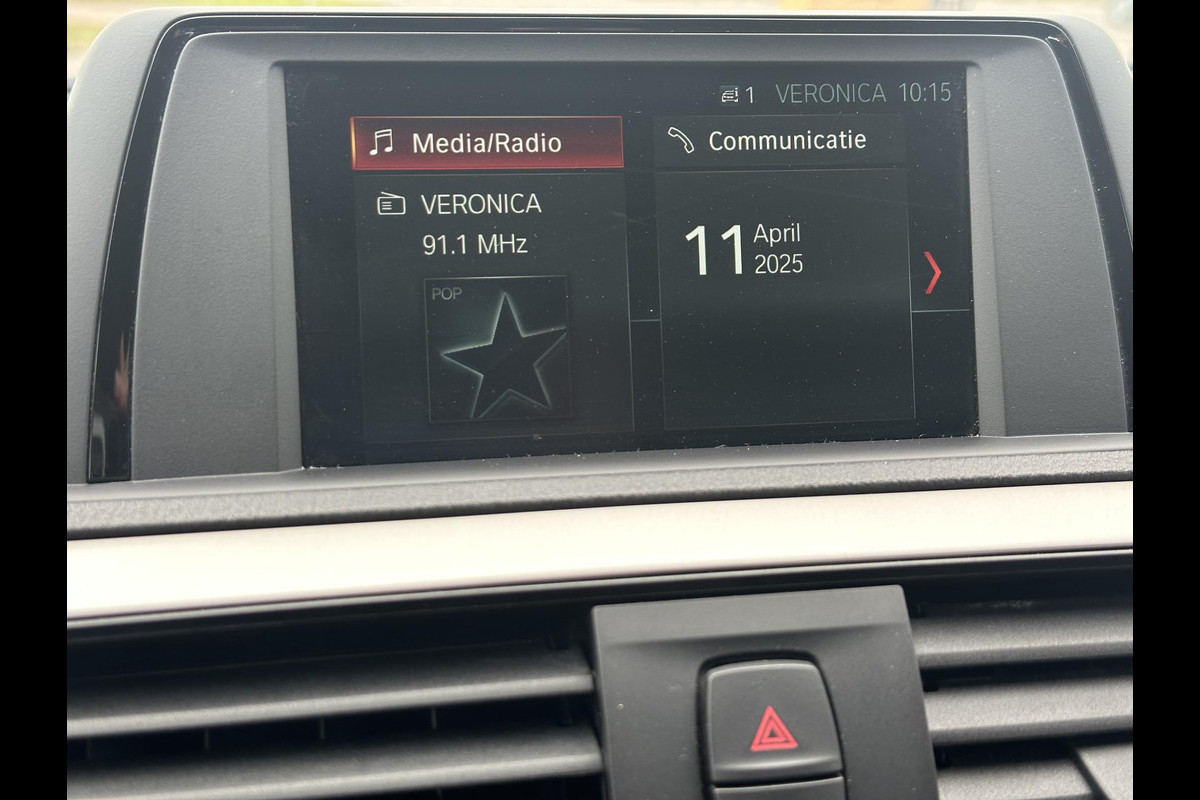 1 VERONICA 10:15
Media/Radio
Communicatie
VERONICA
91.1 MHz
POP
11 April
2025